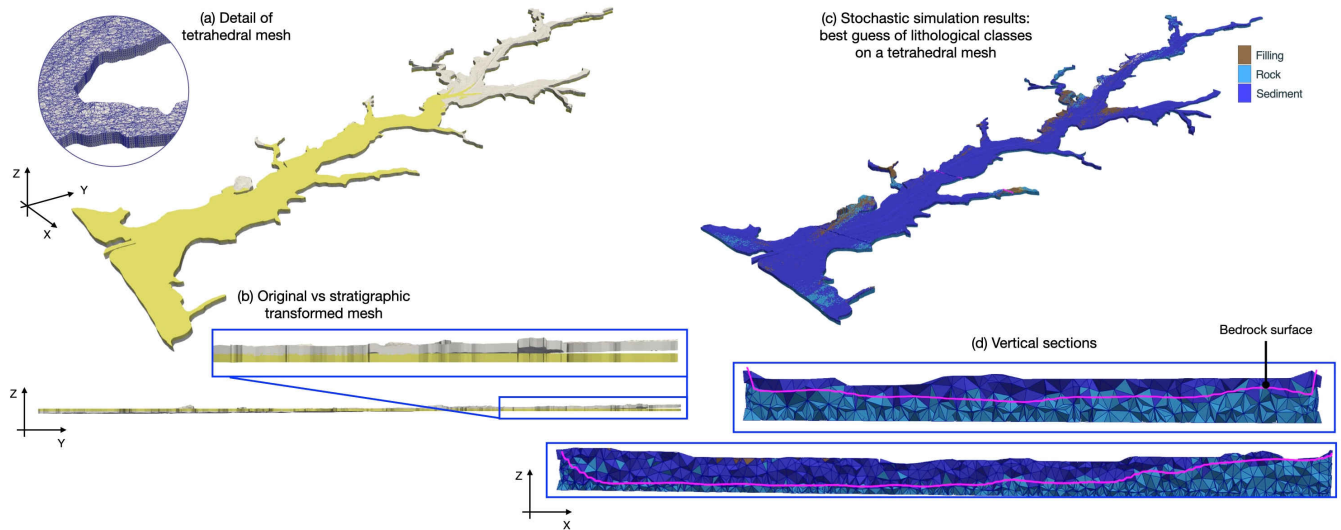 (a) Detail of
tetrahedral mesh
Z
Y
X
(b) Original vs stratigraphic
transformed mesh
Z
Y
(c) Stochastic simulation results:
best guess of lithological classes
on a tetrahedral mesh
Filling
Rock
Sediment
Bedrock surface
(d) Vertical sections
Z
X